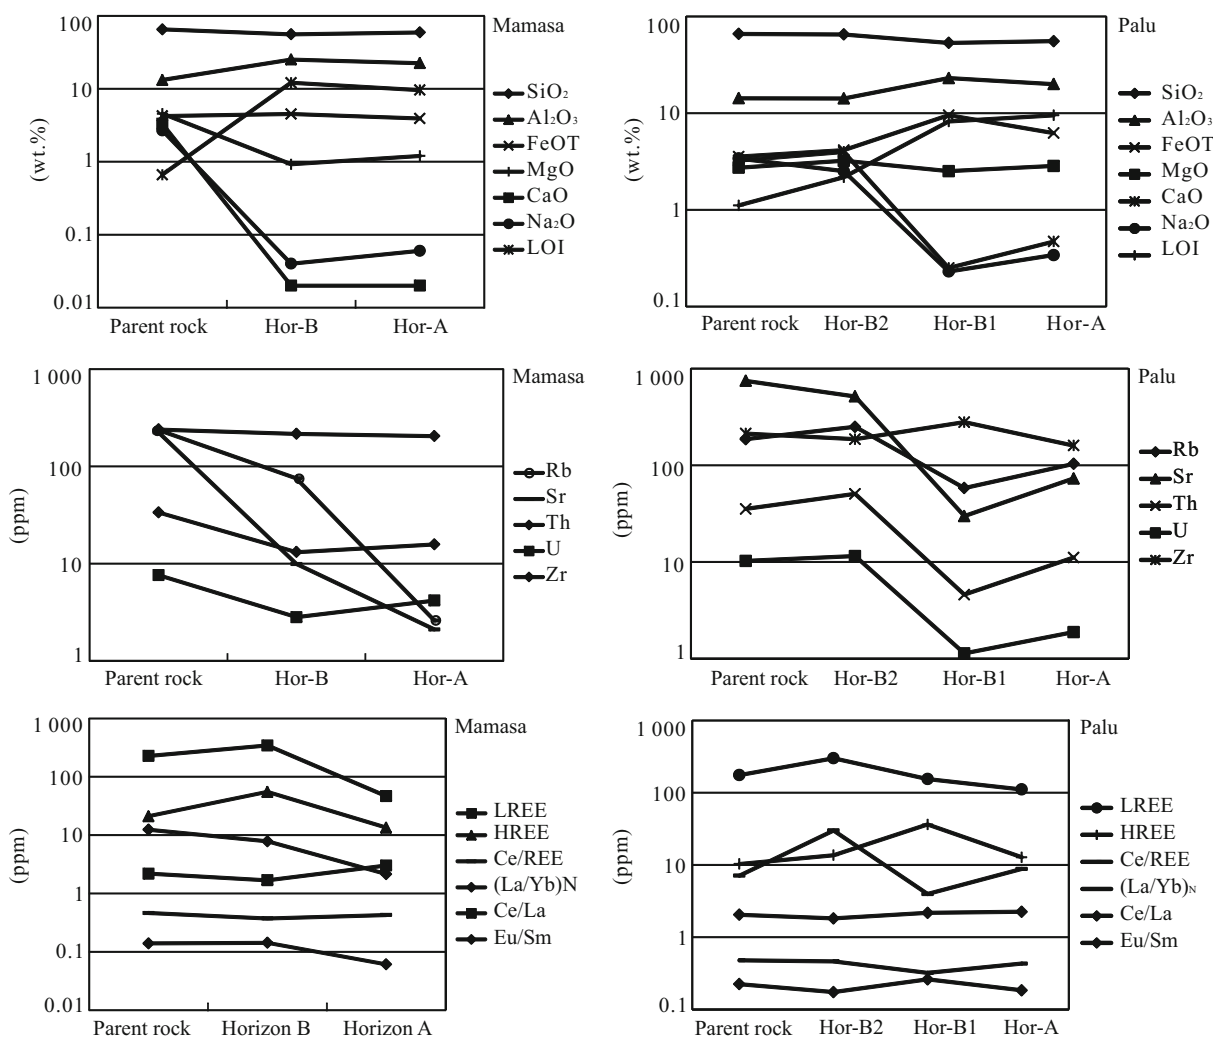 Mamasa
100
10
1
0.1
0.01
(wt.%)
Parent rock Hor-B Hor-A
SiO₂
Al₂O₃
FeOT
MgO
CaO
Na₂O
LOI
Palu
100
10
1
0.1
(wt.%)
Parent rock Hor-B2 Hor-B1 Hor-A
SiO₂
Al₂O₃
FeOT
MgO
CaO
Na₂O
LOI
Mamasa
1 000
100
10
1
(ppm)
Parent rock Hor-B Hor-A
Rb
Sr
Th
U
Zr
Palu
1 000
100
10
1
(ppm)
Parent rock Hor-B2 Hor-B1 Hor-A
Rb
Sr
Th
U
Zr
Mamasa
1 000
100
10
1
0.1
0.01
(ppm)
Parent rock Horizon B Horizon A
LREE
HREE
Ce/REE
(La/Yb)N
Ce/La
Eu/Sm
Palu
1 000
100
10
1
0.1
(ppm)
Parent rock Hor-B2 Hor-B1 Hor-A
LREE
HREE
Ce/REE
(La/Yb)N
Ce/La
Eu/Sm